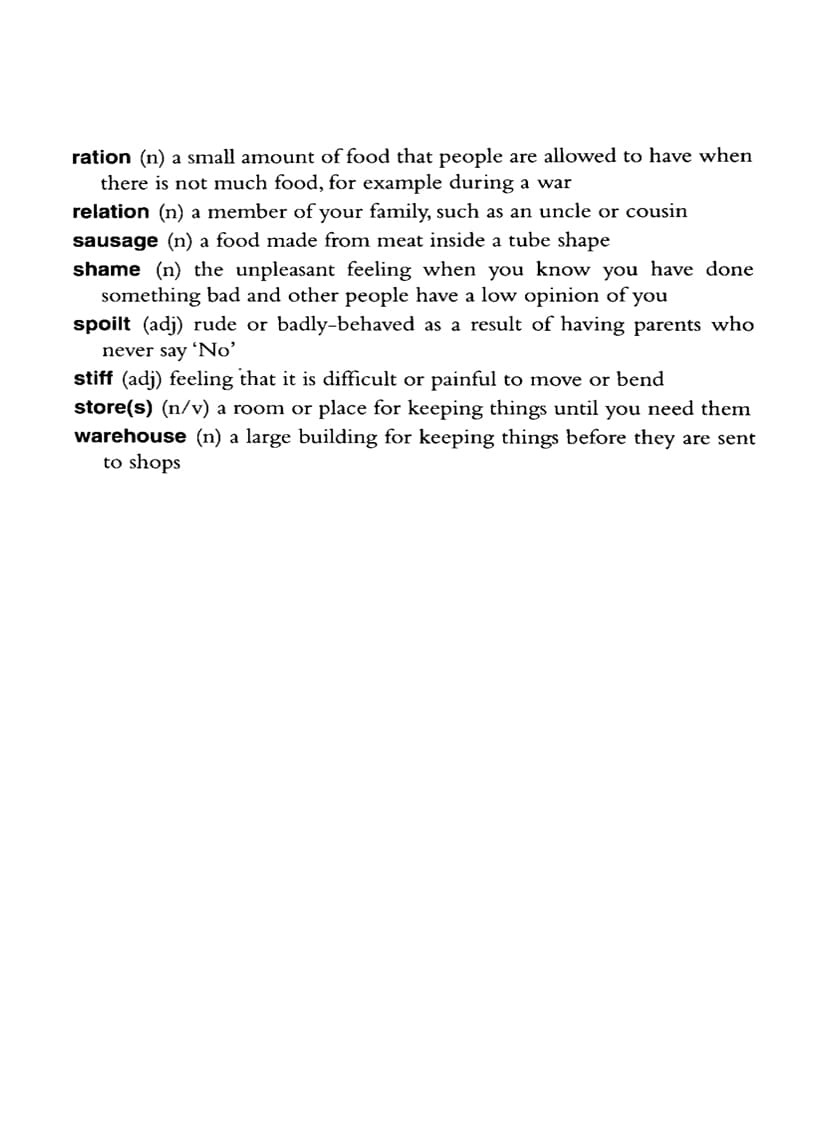 ration (n) a small amount of food that people are allowed to have when
there is not much food, for example during a war
relation (n) a member of your family, such as an uncle or cousin
sausage (n) a food made from meat inside a tube shape
shame (n) the unpleasant feeling when you know you have done
something bad and other people have a low opinion of you
spoilt (adj) rude or badly-behaved as a result of having parents who
never say ‘No’
stiff (adj) feeling that it is difficult or painful to move or bend
store(s) (n/v) a room or place for keeping things until you need them
warehouse (n) a large building for keeping things before they are sent
to shops